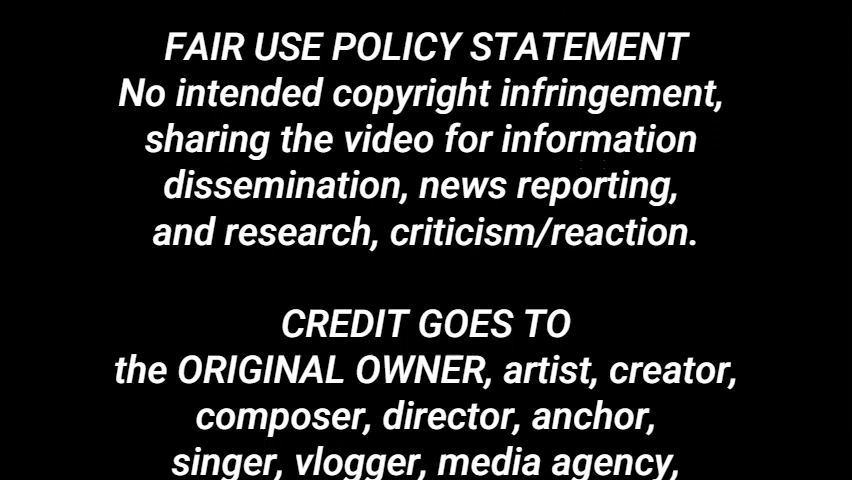 FAIR USE POLICY STATEMENT
No intended copyright infringement,
sharing the video for information
dissemination, news reporting,
and research, criticism/reaction.
CREDIT GOES TO
the ORIGINAL OWNER, artist, creator,
composer, director, anchor,
singer, vlogger, media agency,